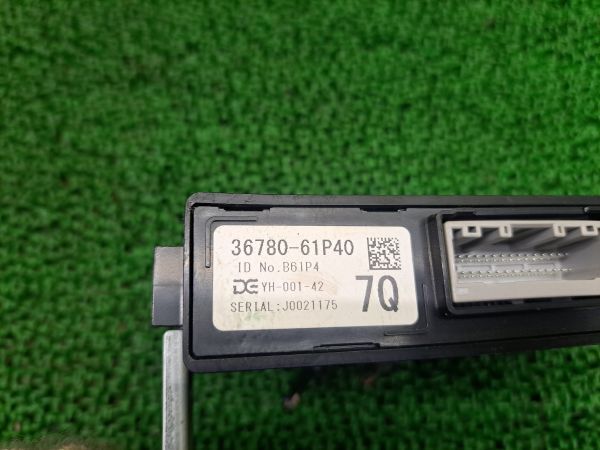 36780-61P40
ID No.B61P4
DE YH-001-42
SERIAL:J0021175
7Q